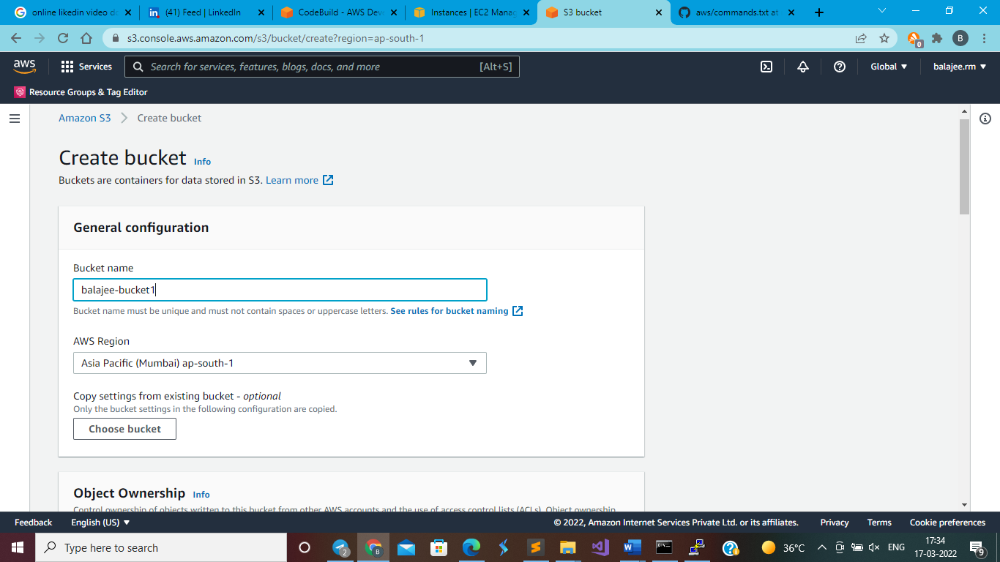 online likedin video do
(41) Feed | LinkedIn
CodeBuild - AWS Deve
Instances | EC2 Manag
S3 bucket
aws/commands.txt at
s3.console.aws.amazon.com/s3/bucket/create?region=ap-south-1
0
B
aws
Services
Search for services, features, blogs, docs, and more
[Alt+S]
Global
balajee.rm
Resource Groups & Tag Editor
Amazon S3
Create bucket
Create bucket Info
Buckets are containers for data stored in S3. Learn more
General configuration
Bucket name
balajee-bucket1
Bucket name must be unique and must not contain spaces or uppercase letters. See rules for bucket naming
AWS Region
Asia Pacific (Mumbai) ap-south-1
Copy settings from existing bucket - optional
Only the bucket settings in the following configuration are copied.
Choose bucket
Object Ownership Info
Control ownership of objects written to this bucket from other AWS accounts and the use of access control lists (ACLs). Object ownership
Feedback
English (US)
© 2022, Amazon Internet Services Private Ltd. or its affiliates.
Privacy
Terms
Cookie preferences
Type here to search
2
B
36°C
ENG
17:34
17-03-2022
9